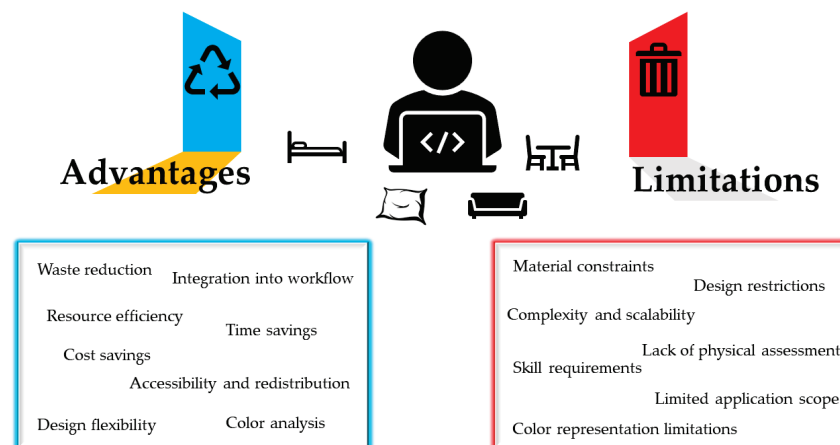 </>
Advantages
Limitations
Waste reduction
Integration into workflow
Resource efficiency
Time savings
Cost savings
Accessibility and redistribution
Design flexibility
Color analysis
Material constraints
Design restrictions
Complexity and scalability
Lack of physical assessment
Skill requirements
Limited application scope
Color representation limitations